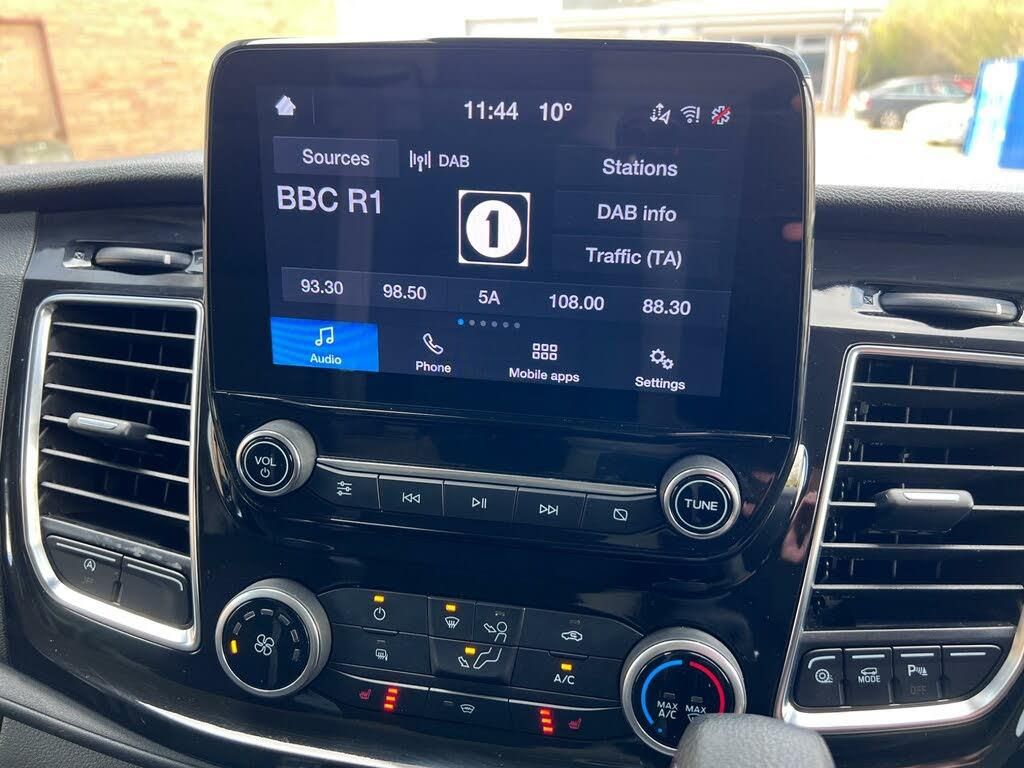 11:44 10°
Sources DAB
Stations
BBC R1
1
DAB info
Traffic (TA)
93.30 98.50 5A 108.00 88.30
Audio Phone Mobile apps Settings
VOL
TUNE
A
OFF
A/C
MAX A/C MAX
MODE
P
OFF